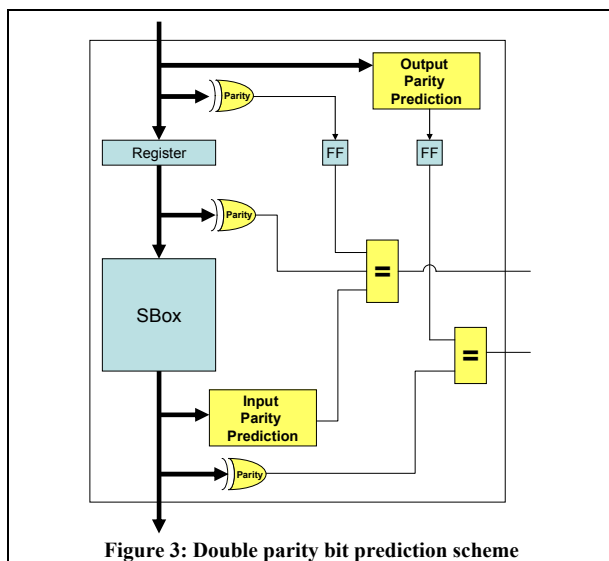 Output
Parity
Prediction
Parity
Register
FF
FF
Parity
=
SBox
=
Input
Parity
Prediction
Parity
Figure 3: Double parity bit prediction scheme